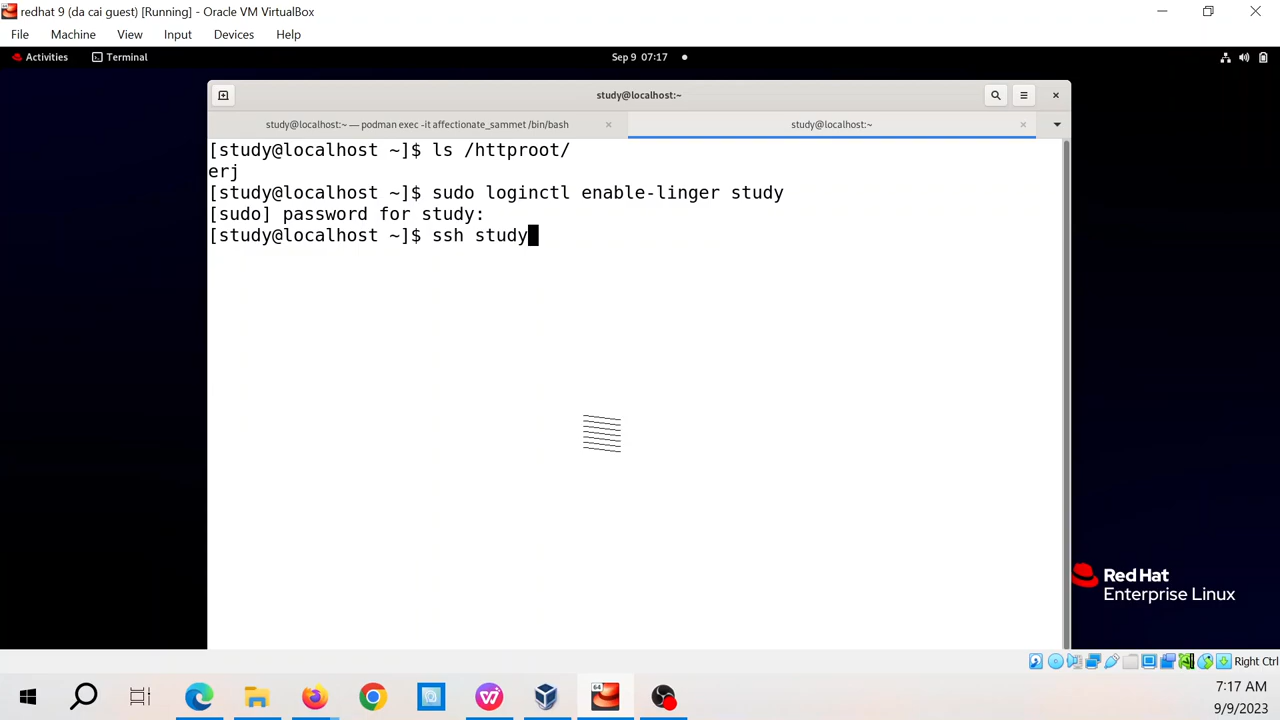 redhat 9 (da cai guest) [Running] - Oracle VM VirtualBox
File Machine View Input Devices Help
Activities Terminal Sep 9 07:17
study@localhost:~
study@localhost:~ — podman exec -it affectionate_sammet /bin/bash study@localhost:~
[study@localhost ~]$ ls /httproot/
erj
[study@localhost ~]$ sudo loginctl enable-linger study
[sudo] password for study:
[study@localhost ~]$ ssh study
Red Hat
Enterprise Linux
Right Ctrl
64
7:17 AM
9/9/2023